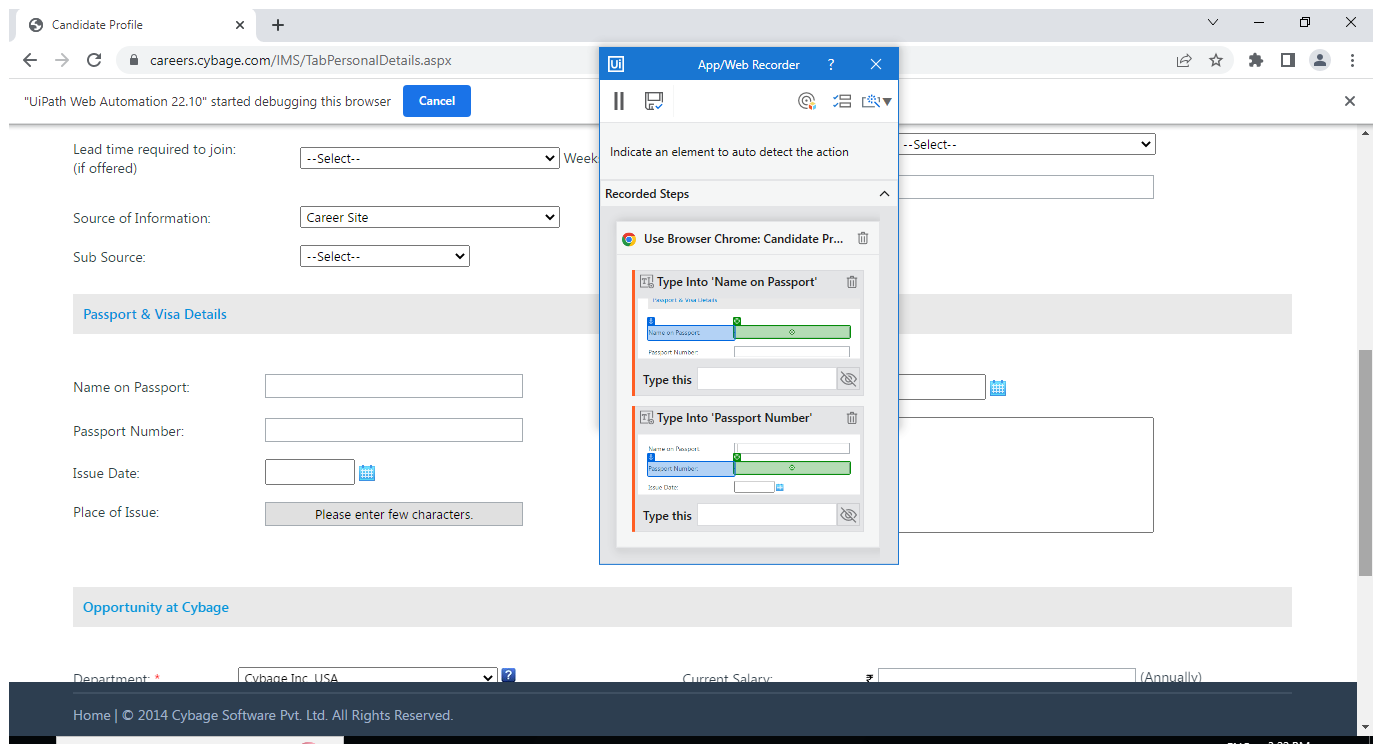 Candidate Profile
careers.cybage.com/IMS/TabPersonalDetails.aspx
"UiPath Web Automation 22.10" started debugging this browser
Cancel
Lead time required to join:
(if offered)
--Select--
Week
--Select--
Source of Information:
Career Site
Sub Source:
--Select--
Passport & Visa Details
Name on Passport:
Passport Number:
Issue Date:
Place of Issue:
Please enter few characters.
Opportunity at Cybage
Department: *
Cybage Inc. USA
?
Current Salary:
₹
(Annually)
Home | © 2014 Cybage Software Pvt. Ltd. All Rights Reserved.
Ui
App/Web Recorder
?
Indicate an element to auto detect the action
Recorded Steps
Use Browser Chrome: Candidate Pr...
Type Into 'Name on Passport'
Passport & Visa Details
Name on Passport:
Passport Number:
Type this
Type Into 'Passport Number'
Name on Passport:
Passport Number:
Issue Date:
Type this